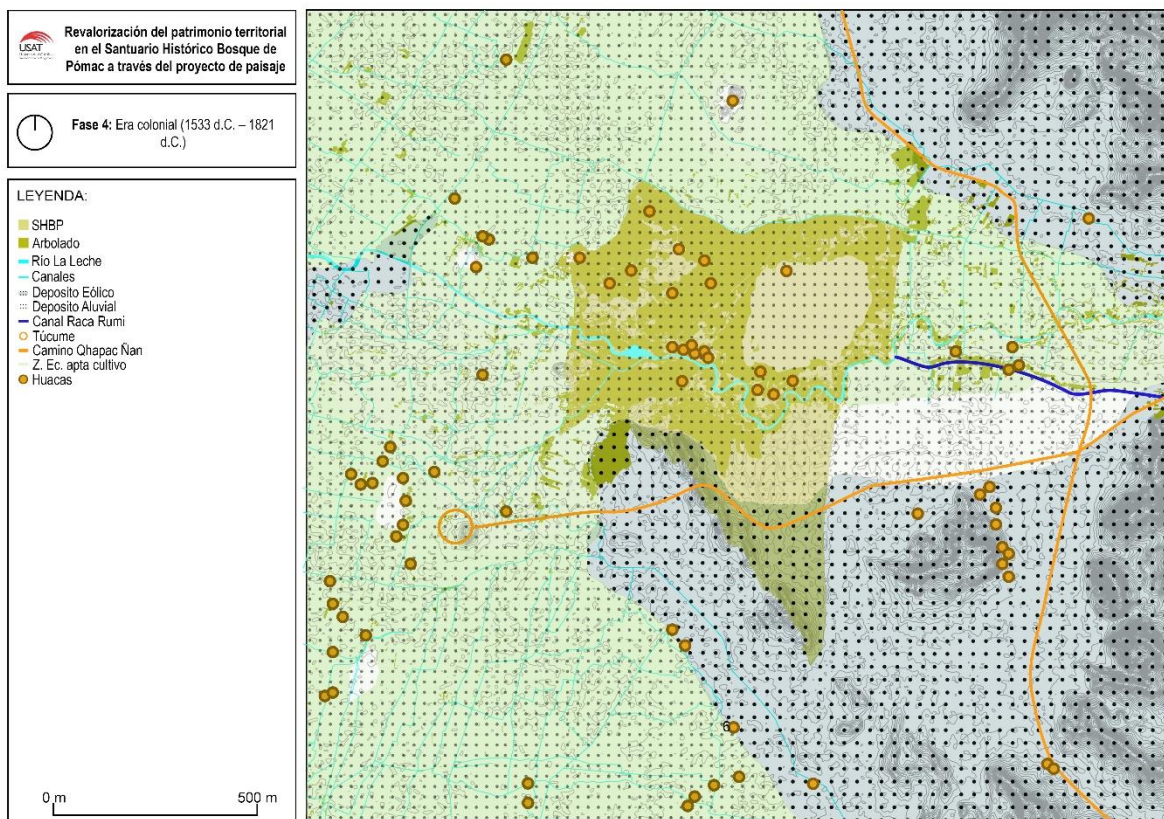 USAT
Revalorización del patrimonio territorial
en el Santuario Histórico Bosque de
Pómac a través del proyecto de paisaje
Fase 4: Era colonial (1533 d.C. – 1821
d.C.)
LEYENDA:
SHBP
Arbolado
Río La Leche
Canales
Deposito Eólico
Deposito Aluvial
Canal Raca Rumi
Túcume
Camino Qhapac Ñan
Z. Ec. apta cultivo
Huacas
6
0 m
500 m